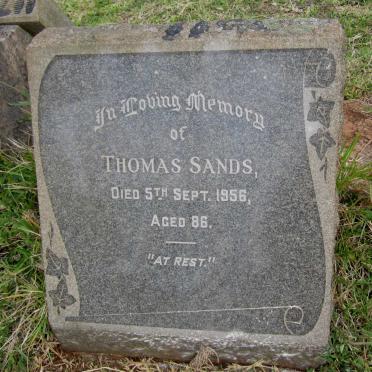 In Loving Memory
of
THOMAS SANDS,
DIED 5TH SEPT. 1956,
AGED 86.
"AT REST."